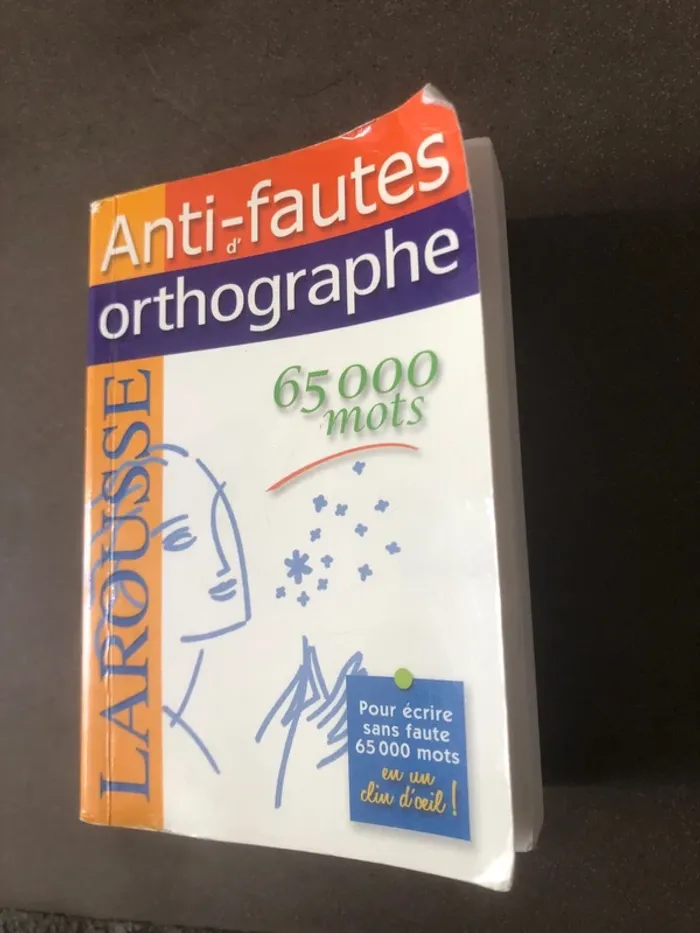 Anti-fautes
d'
orthographe
65 000
mots
LAROUSSE
Pour écrire
sans faute
65 000 mots
en un
clin d'œil !